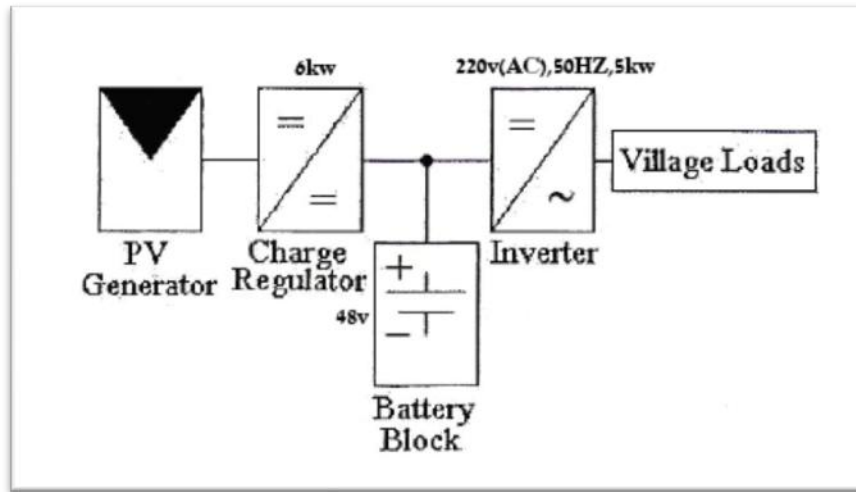 6kw
220v(AC),50HZ,5kw
=
=
=
~
Village Loads
PV
Generator
Charge
Regulator
Inverter
48v
+
−
Battery
Block